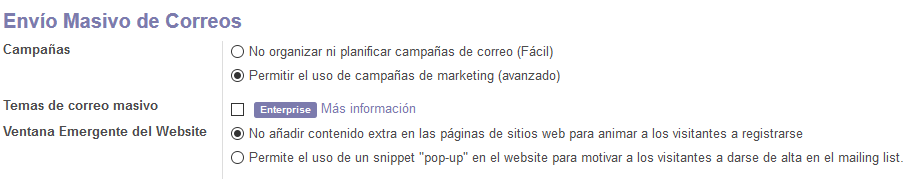 Envío Masivo de Correos
Campañas
No organizar ni planificar campañas de correo (Fácil)
Permitir el uso de campañas de marketing (avanzado)
Temas de correo masivo
Enterprise Más información
Ventana Emergente del Website
No añadir contenido extra en las páginas de sitios web para animar a los visitantes a registrarse
Permite el uso de un snippet "pop-up" en el website para motivar a los visitantes a darse de alta en el mailing list.